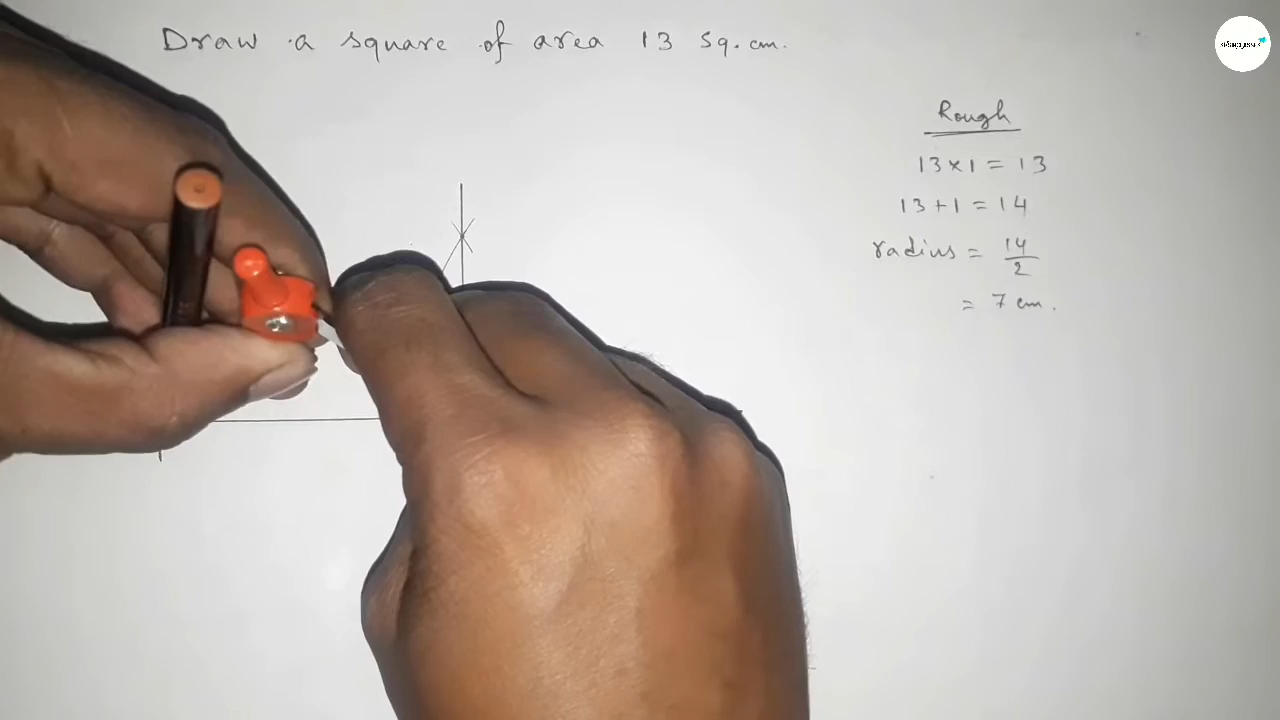 Draw a square of area 13 sq.cm.
Rough
13 × 1 = 13
13 + 1 = 14
radius = 14/2
= 7 cm.